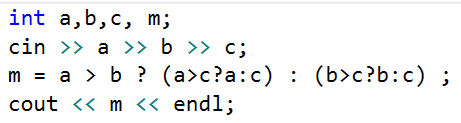 int a,b,c, m;
cin >> a >> b >> c;
m = a > b ? (a>c?a:c) : (b>c?b:c) ;
cout << m << endl;